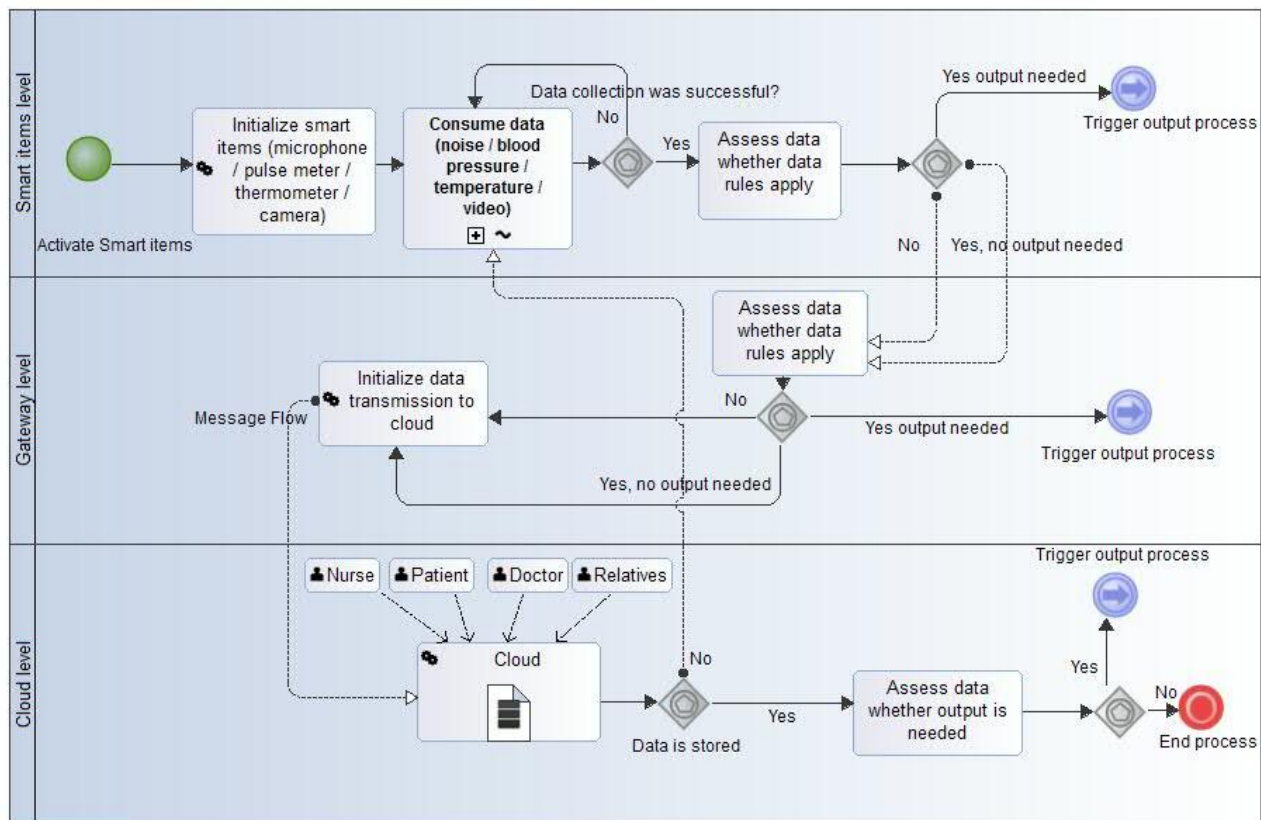 Smart items level
Activate Smart items
Initialize smart
items (microphone
/ pulse meter /
thermometer /
camera)
Consume data
(noise / blood
pressure /
temperature /
video)
Data collection was successful?
No
Yes
Assess data
whether data
rules apply
Yes output needed
Trigger output process
No
Yes, no output needed
Gateway level
Assess data
whether data
rules apply
Initialize data
transmission to
cloud
Message Flow
No
Yes output needed
Trigger output process
Yes, no output needed
Cloud level
Nurse
Patient
Doctor
Relatives
Cloud
No
Data is stored
Yes
Assess data
whether output is
needed
Trigger output process
Yes
No
End process